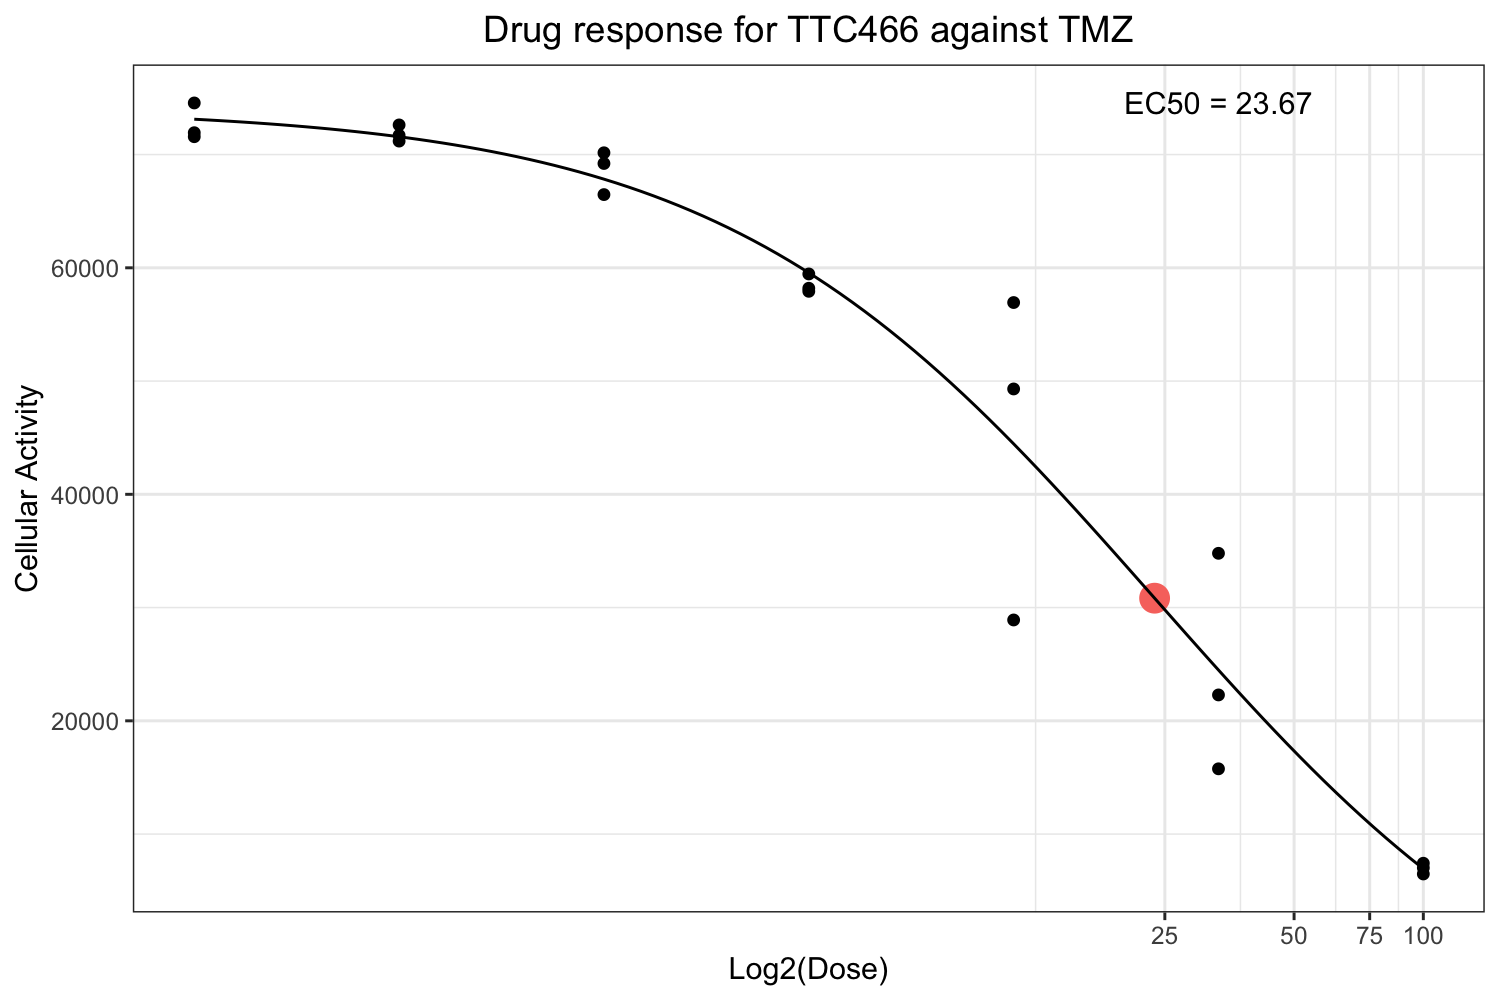 Drug response for TTC466 against TMZ
EC50 = 23.67
Cellular Activity
60000
40000
20000
25 50 75 100
Log2(Dose)